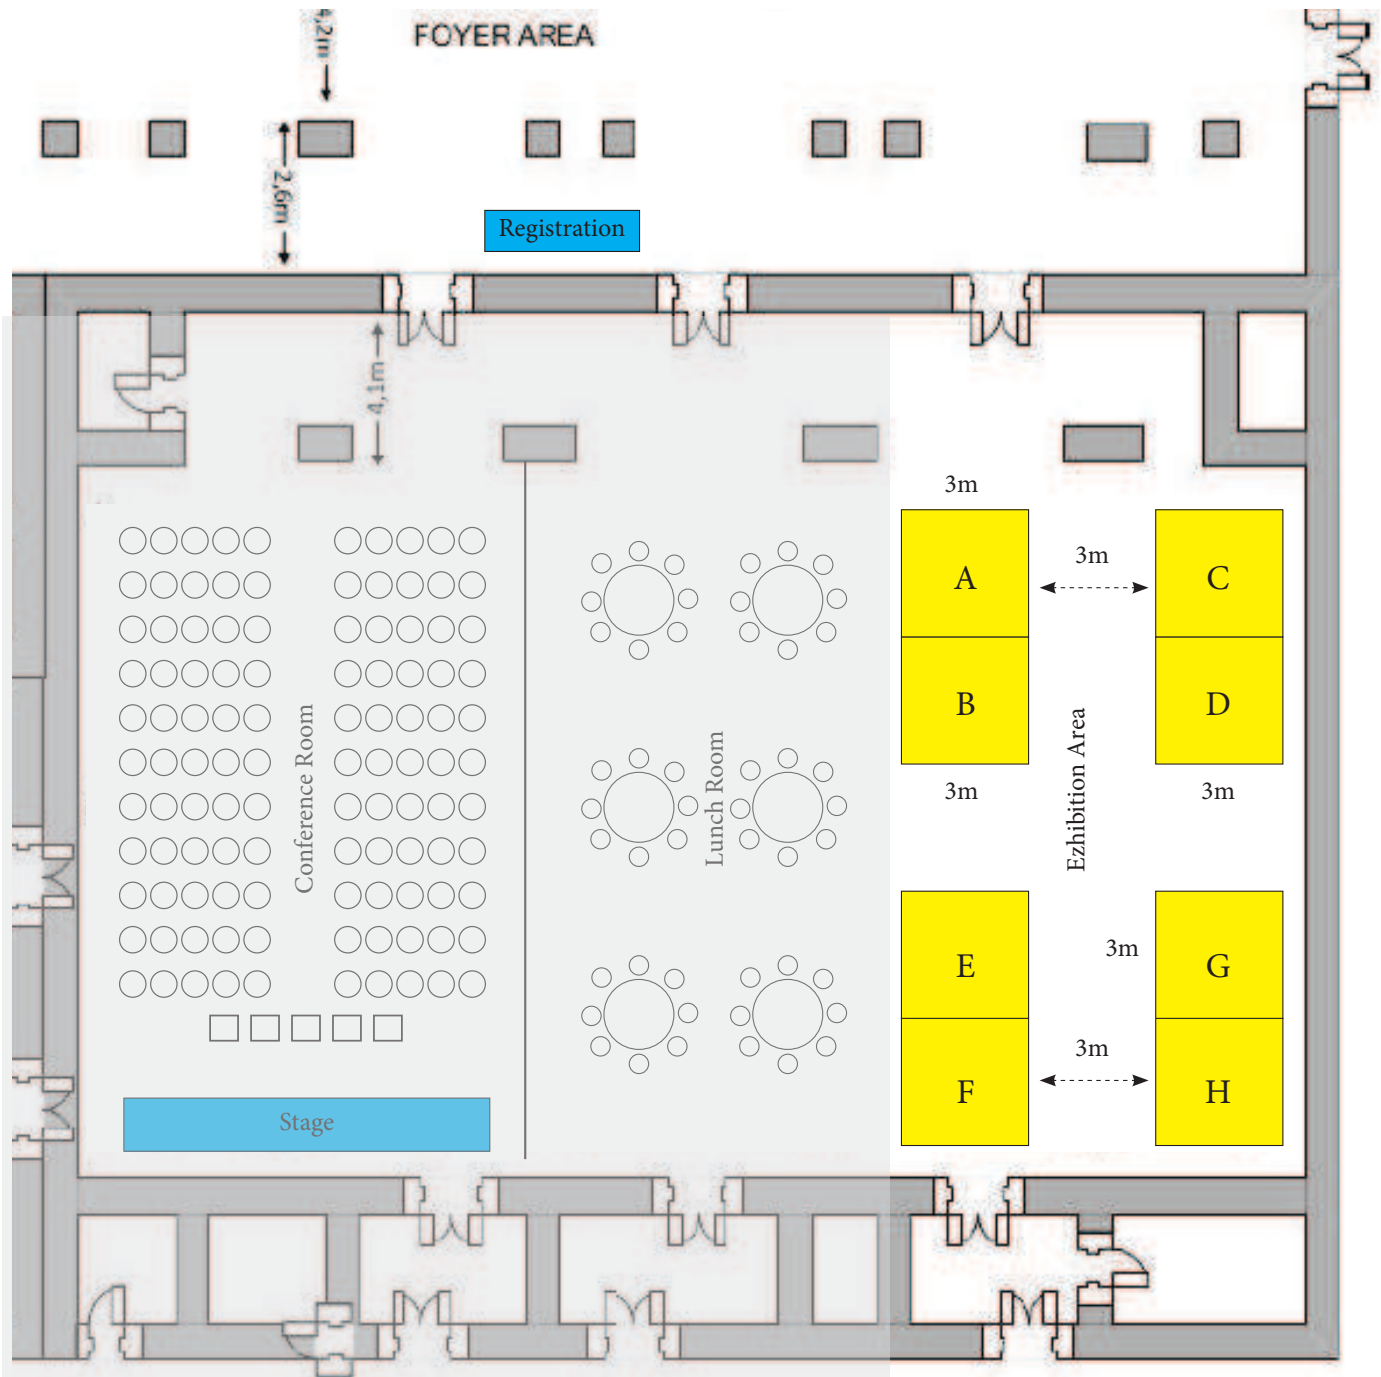 4,2m
FOYER AREA
2,6m
Registration
4,1m
3m
A
3m
C
B
D
Conference Room
Lunch Room
Ezhibition Area
3m
3m
E
3m
G
3m
F
H
Stage